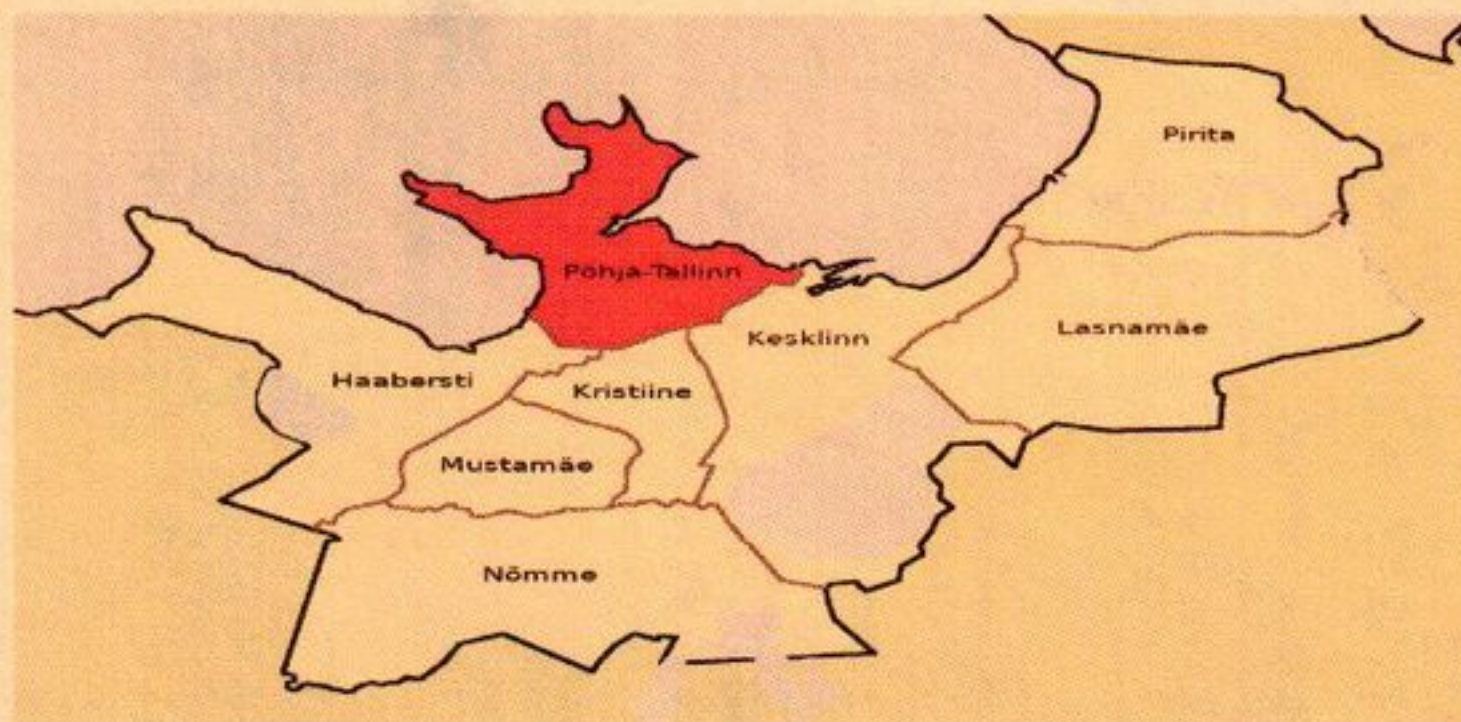 Pirita
Põhja-Tallinn
Kesklinn
Lasnamäe
Haabersti
Kristiine
Mustamäe
Nõmme